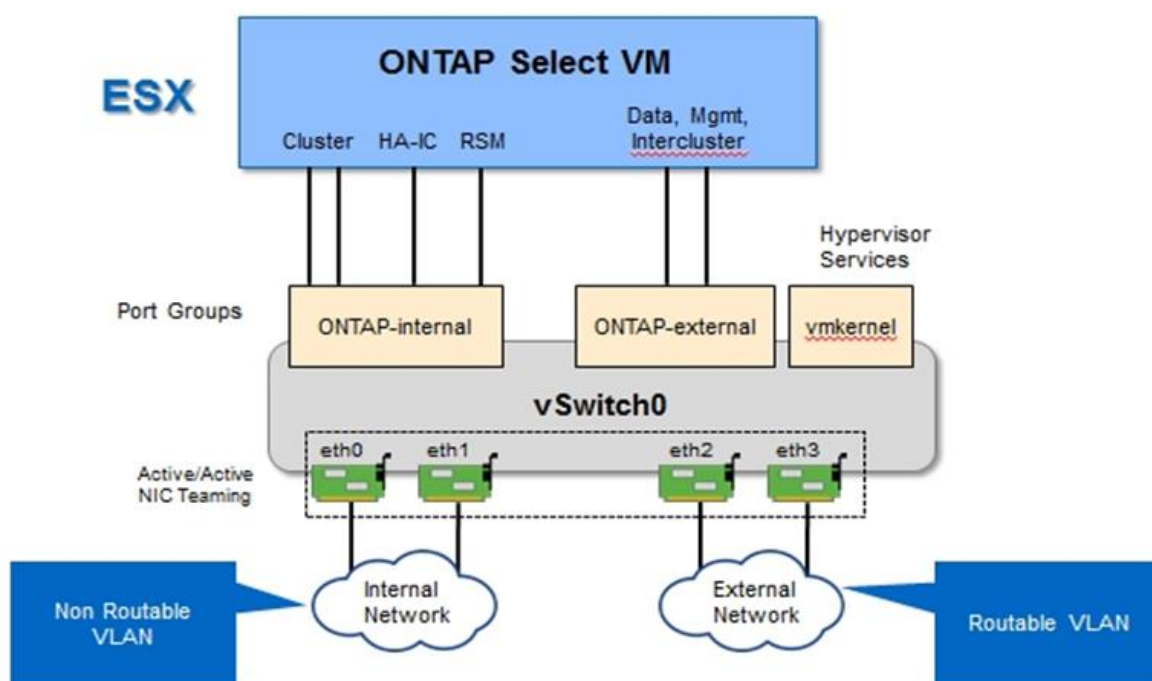 ONTAP Select VM
ESX
Cluster
HA-IC
RSM
Data, Mgmt,
Intercluster
Hypervisor
Services
Port Groups
ONTAP-internal
ONTAP-external
vmkernel
vSwitch0
eth0
eth1
eth2
eth3
Active/Active
NIC Teaming
Internal
Network
External
Network
Non Routable
VLAN
Routable VLAN